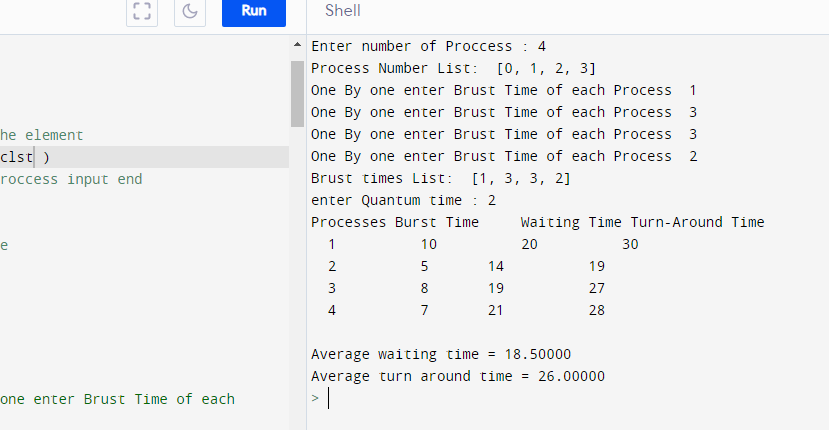 Run Shell
Enter number of Proccess : 4
Process Number List:  [0, 1, 2, 3]
One By one enter Brust Time of each Process  1
One By one enter Brust Time of each Process  3
he element
One By one enter Brust Time of each Process  3
clst )
One By one enter Brust Time of each Process  2
roccess input end
Brust times List:  [1, 3, 3, 2]
enter Quantum time : 2
Processes Burst Time     Waiting Time Turn-Around Time
e
1 10 20 30
2 5 14 19
3 8 19 27
4 7 21 28
Average waiting time = 18.50000
Average turn around time = 26.00000
one enter Brust Time of each
>